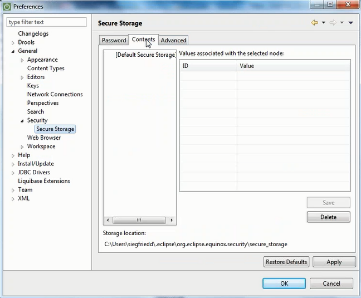 Preferences
type filter text
Secure Storage
Changelogs
Drools
General
Appearance
Content Types
Editors
Keys
Network Connections
Perspectives
Search
Security
Secure Storage
Web Browser
Workspace
Help
Install/Update
JDBC Drivers
Liquibase Extensions
Team
XML
Password Contents Advanced
[Default Secure Storage
Values associated with the selected node:
ID Value
Save
Delete
Storage location:
C:\Users\siegfriedd\.eclipse\org.eclipse.equinox.security\secure_storage
Restore Defaults Apply
OK Cancel